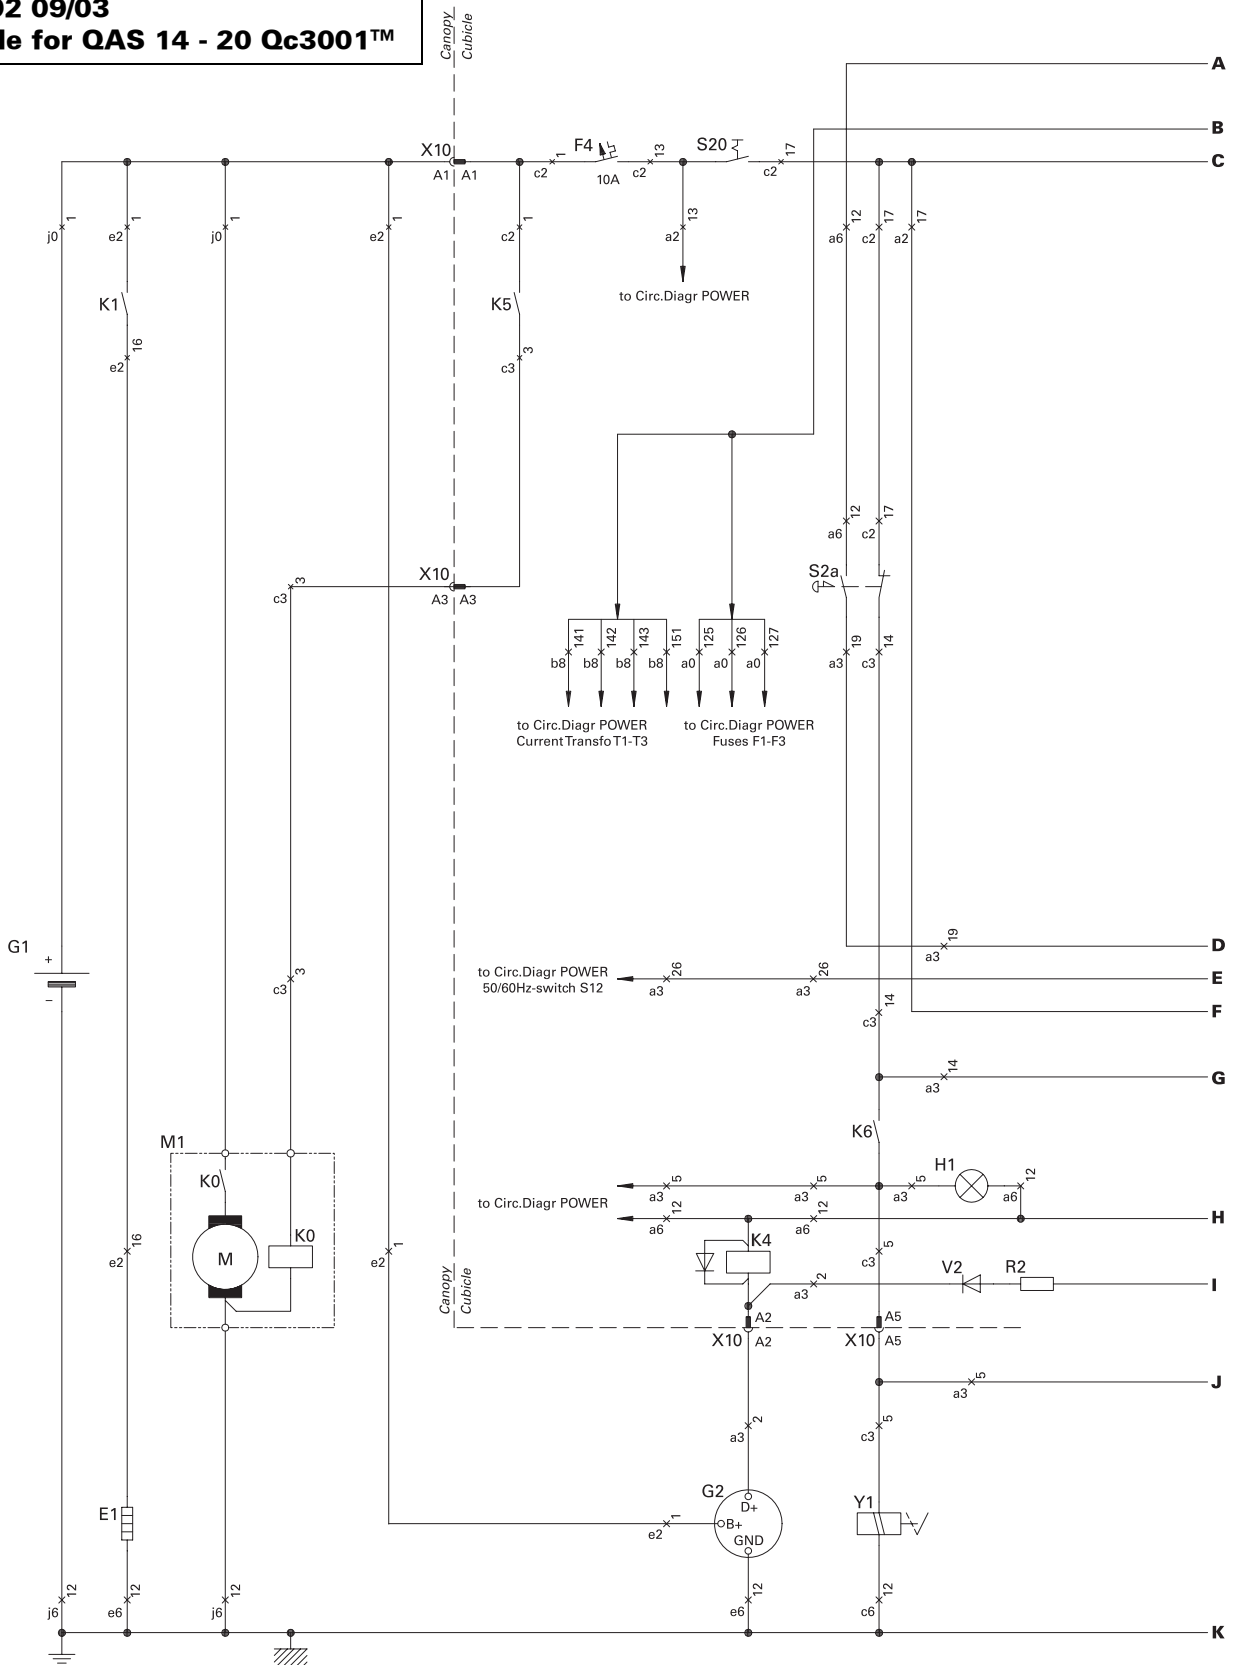 02 09/03
le for QAS 14 - 20 Qc3001™
Canopy
Cubicle
A
B
X10
F4
S20
C
A1
A1
c2
1
10A
c2
13
c2
17
j0
1
e2
1
j0
1
e2
1
c2
1
a2
13
a6
12
c2
17
a2
17
to Circ.Diagr POWER
K1
K5
e2
16
c3
3
a6
12
c2
17
X10
S2a
c3
3
A3
A3
b8
141
b8
142
b8
143
b8
151
a0
125
a0
126
a0
127
a3
19
c3
14
to Circ.Diagr POWER
Current Transfo T1-T3
to Circ.Diagr POWER
Fuses F1-F3
G1
+
−
a3
19
D
to Circ.Diagr POWER
50/60Hz-switch S12
a3
26
a3
26
E
c3
3
c3
14
F
a3
14
G
M1
K6
K0
H1
a3
5
a3
5
a3
5
a6
12
to Circ.Diagr POWER
a6
12
a6
12
H
K0
K4
M
e2
16
e2
1
c3
5
V2
R2
a3
2
I
Canopy
Cubicle
A2
A5
X10
A2
X10
A5
a3
5
J
a3
2
c3
5
G2
D+
Y1
E1
e2
1
B+
GND
j6
12
e6
12
j6
12
e6
12
c6
12
K